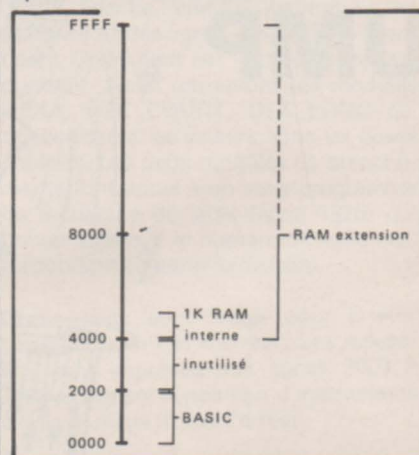 FFFF
8000
RAM extension
1K RAM
4000
interne
inutilisé
2000
BASIC
0000